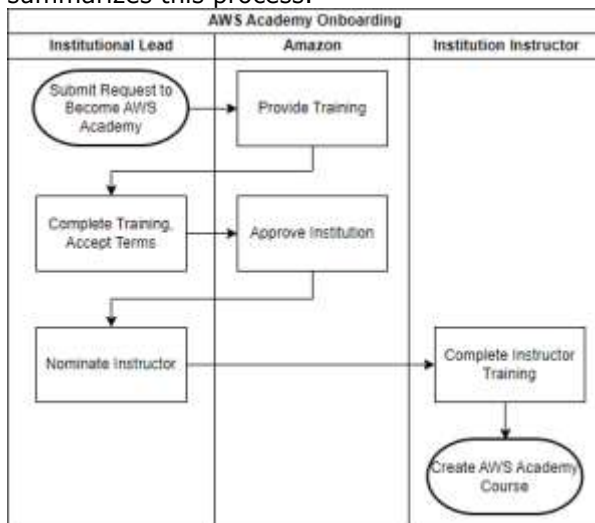 summarizes this process.
AWS Academy Onboarding
Institutional Lead
Amazon
Institution Instructor
Submit Request to
Become AWS
Academy
Provide Training
Complete Training,
Accept Terms
Approve Institution
Nominate Instructor
Complete Instructor
Training
Create AWS Academy
Course